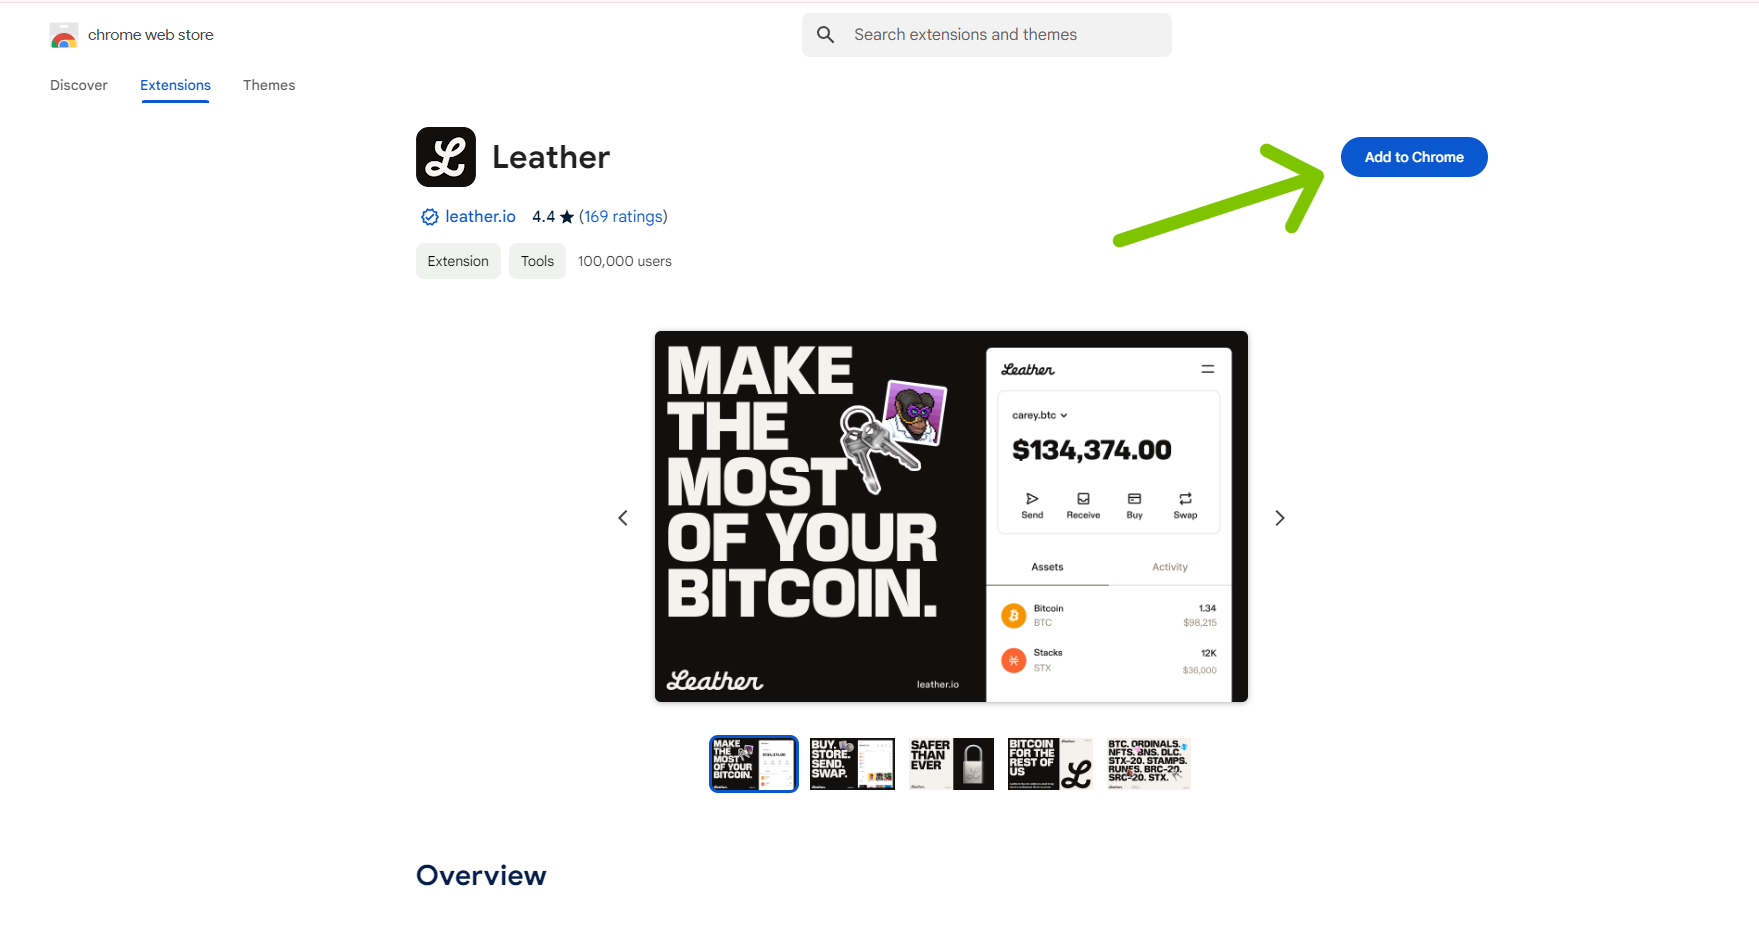 chrome web store
Search extensions and themes
Discover
Extensions
Themes
Leather
Add to Chrome
leather.io 4.4 ★ (169 ratings)
Extension
Tools
100,000 users
MAKE
THE
MOST
OF YOUR
BITCOIN.
Leather
leather.io
Leather
carey.btc
$134,374.00
Send
Receive
Buy
Swap
Assets
Activity
Bitcoin
1.34
BTC
$98,215
Stacks
12K
STX
$36,000
MAKE
THE
MOST
OF YOUR
BITCOIN.
BUY.
STORE.
SEND.
SWAP.
SAFER
THAN
EVER
BITCOIN
FOR THE
REST OF
US
BTC. ORDINALS.
NFTS. BNS. DLC.
STX-20. STAMPS.
RUNES. BRC-20.
SRC-20. STX.
Overview